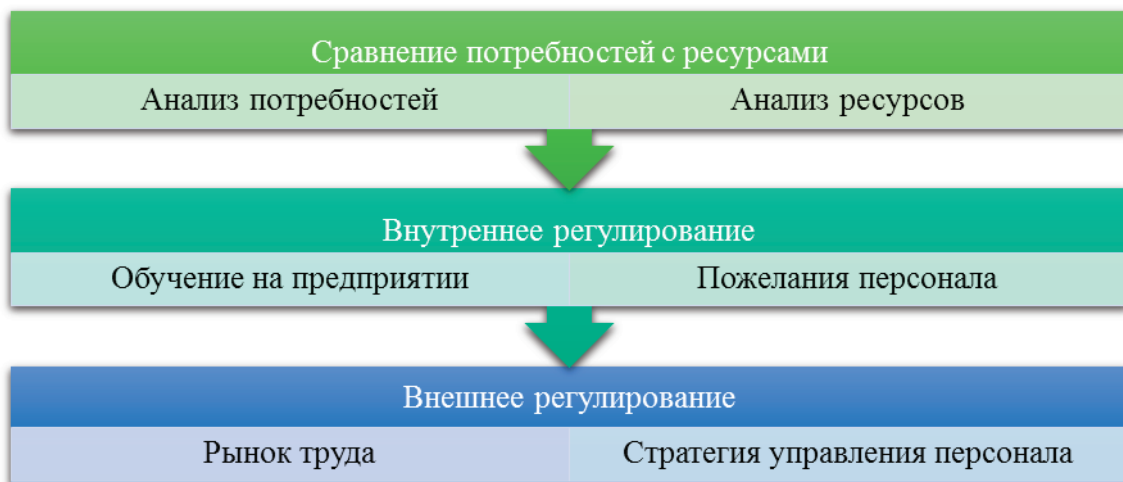 Сравнение потребностей с ресурсами
Анализ потребностей
Анализ ресурсов
Внутреннее регулирование
Обучение на предприятии
Пожелания персонала
Внешнее регулирование
Рынок труда
Стратегия управления персонала